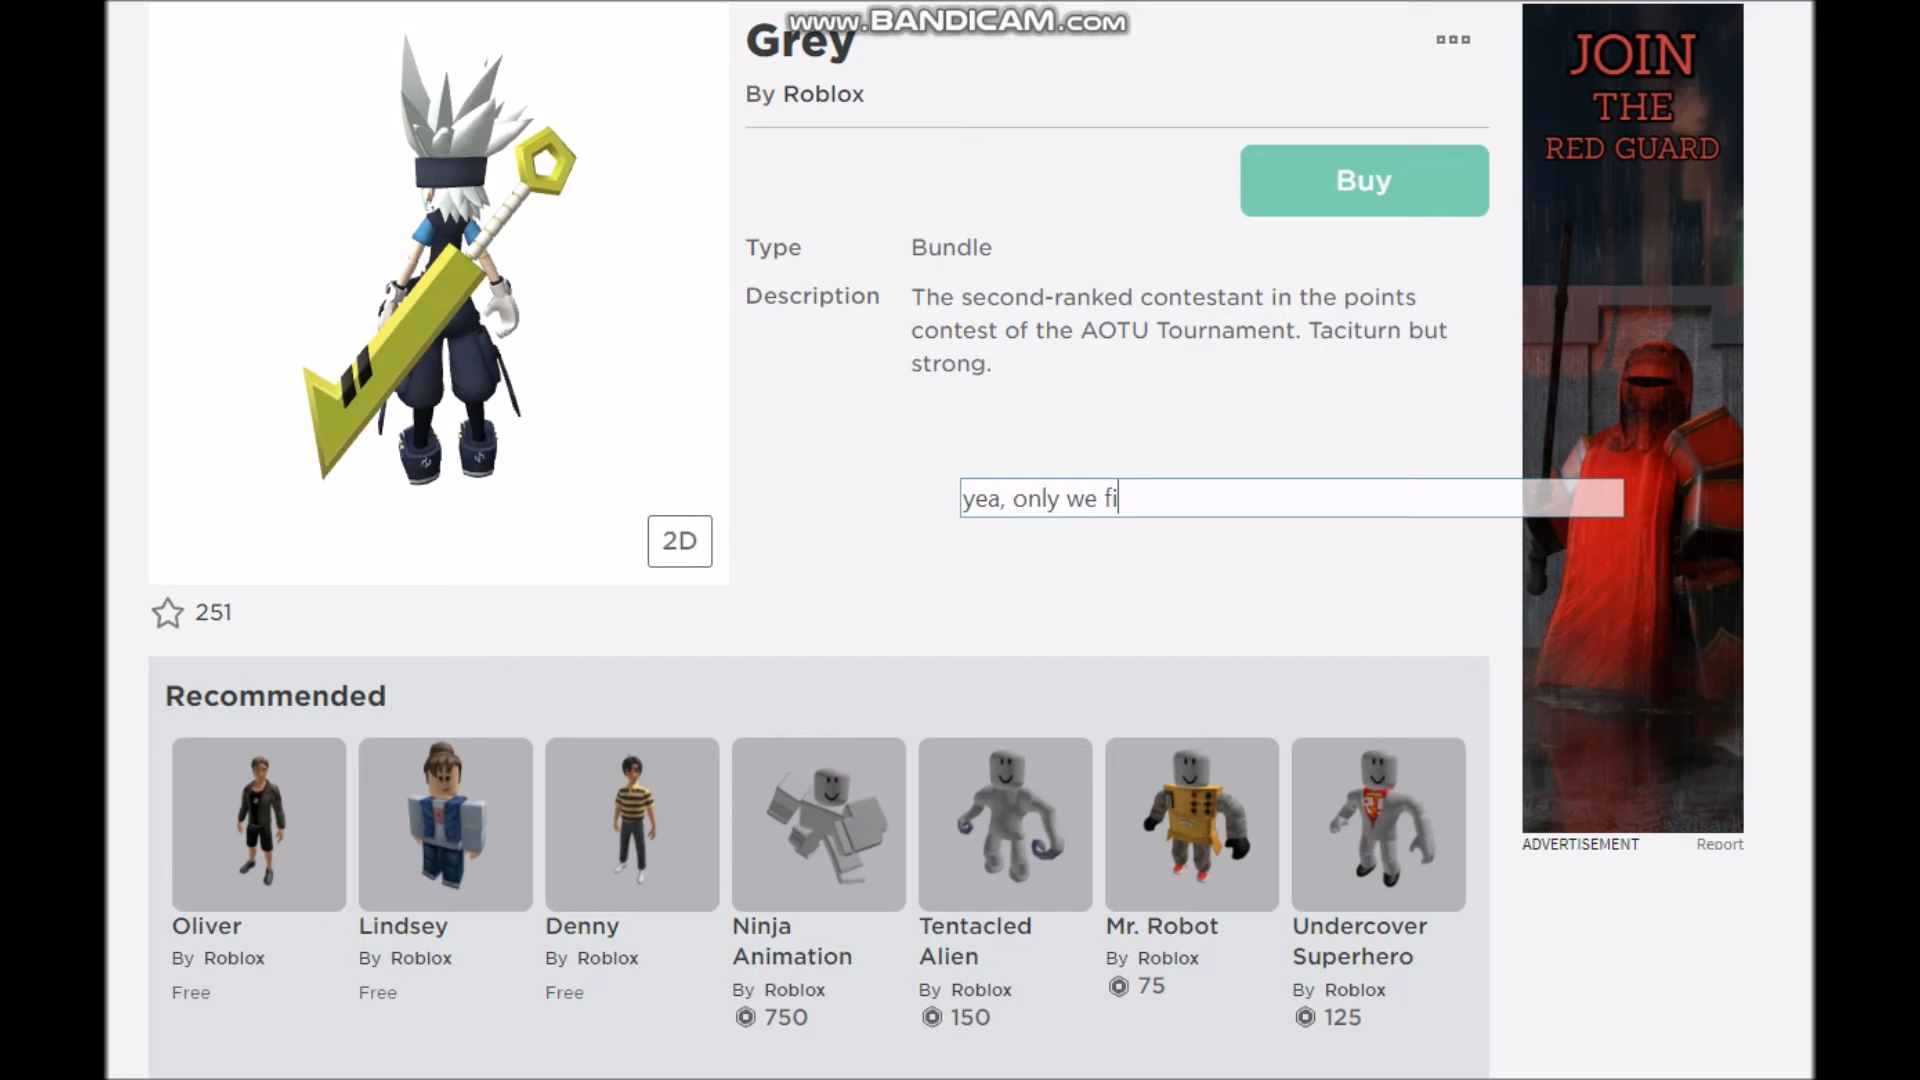 www.BANDICAM.com
Grey
By Roblox
Buy
Type Bundle
Description The second-ranked contestant in the points
contest of the AOTU Tournament. Taciturn but
strong.
yea, only we fi
2D
251
JOIN
THE
RED GUARD
ADVERTISEMENT Report
Recommended
Oliver
By Roblox
Free
Lindsey
By Roblox
Free
Denny
By Roblox
Free
Ninja
Animation
By Roblox
750
Tentacled
Alien
By Roblox
150
Mr. Robot
By Roblox
75
Undercover
Superhero
By Roblox
125